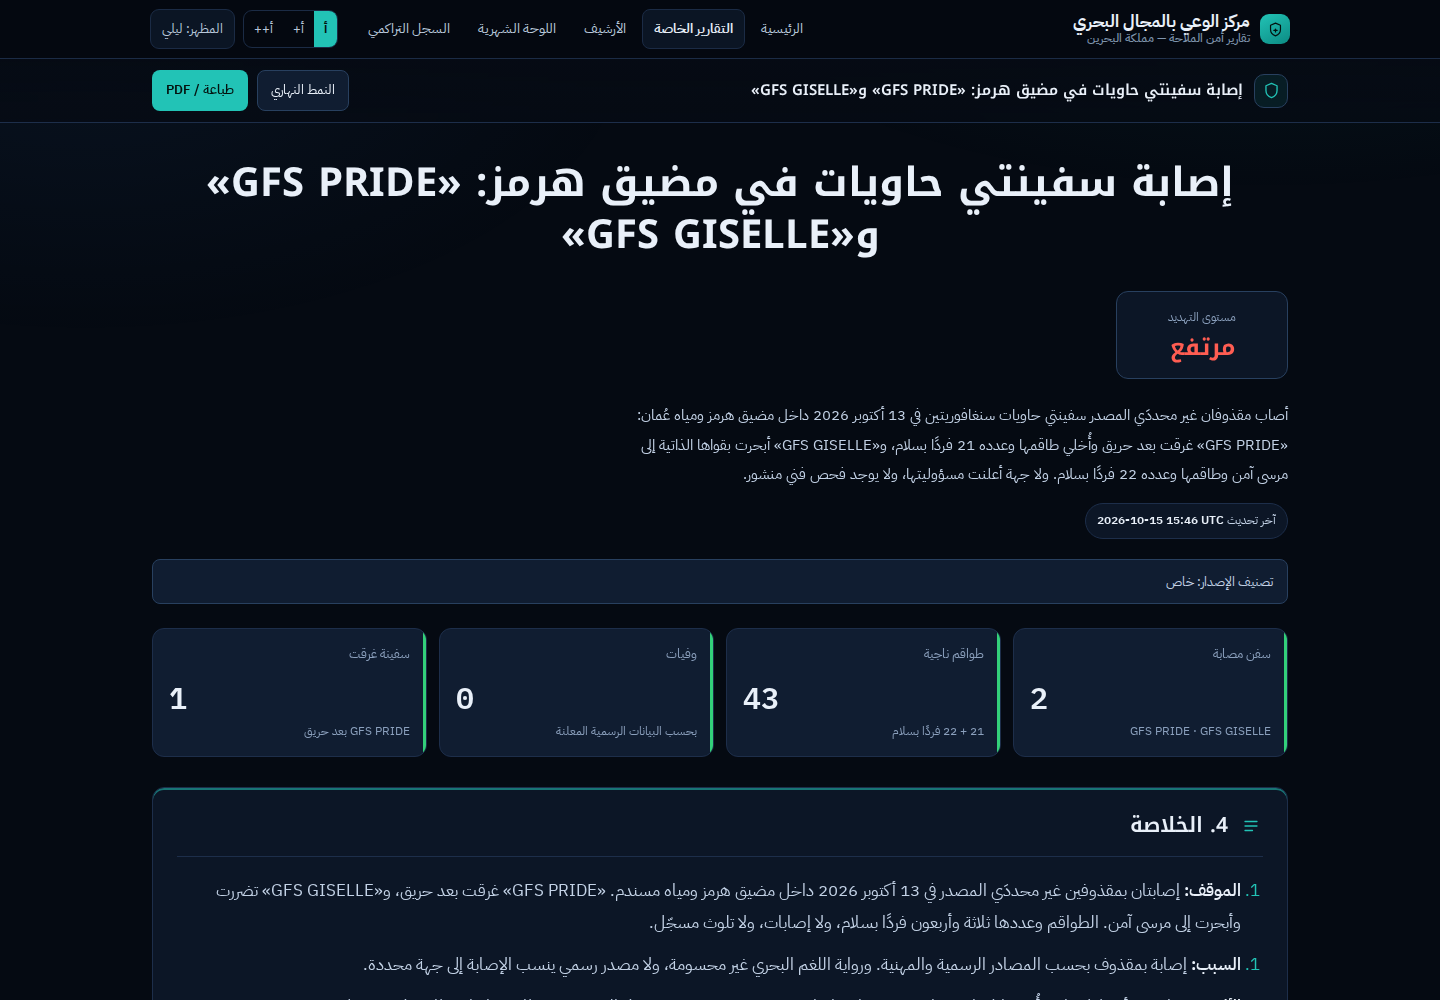 مركز الوعي بالمجال البحري
تقارير أمن الملاحة — مملكة البحرين
الرئيسية
التقارير الخاصة
الأرشيف
اللوحة الشهرية
السجل التراكمي
أ
أ+
أ++
المظهر: ليلي
إصابة سفينتي حاويات في مضيق هرمز: «GFS PRIDE» و«GFS GISELLE»
النمط النهاري
طباعة / PDF
إصابة سفينتي حاويات في مضيق هرمز: «GFS PRIDE»
و«GFS GISELLE»
مستوى التهديد
مرتفع
أصاب مقذوفان غير محددَي المصدر سفينتي حاويات سنغافوريتين في 13 أكتوبر 2026 داخل مضيق هرمز ومياه عُمان:
«GFS PRIDE» غرقت بعد حريق وأُخلي طاقمها وعدده 21 فردًا بسلام، و«GFS GISELLE» أبحرت بقواها الذاتية إلى
مرسى آمن وطاقمها وعدده 22 فردًا بسلام. ولا جهة أعلنت مسؤوليتها، ولا يوجد فحص فني منشور.
آخر تحديث 2026-10-15 15:46 UTC
تصنيف الإصدار: خاص
سفن مصابة
2
GFS PRIDE · GFS GISELLE
طواقم ناجية
43
21 + 22 فردًا بسلام
وفيات
0
بحسب البيانات الرسمية المعلنة
سفينة غرقت
1
GFS PRIDE بعد حريق
4. الخلاصة
1. الموقف: إصابتان بمقذوفين غير محددَي المصدر في 13 أكتوبر 2026 داخل مضيق هرمز ومياه مسندم. «GFS PRIDE» غرقت بعد حريق، و«GFS GISELLE» تضررت
وأبحرت إلى مرسى آمن. الطواقم وعددها ثلاثة وأربعون فردًا بسلام، ولا إصابات، ولا تلوث مسجّل.
1. السبب: إصابة بمقذوف بحسب المصادر الرسمية والمهنية. ورواية اللغم البحري غير محسومة، ولا مصدر رسمي ينسب الإصابة إلى جهة محددة.